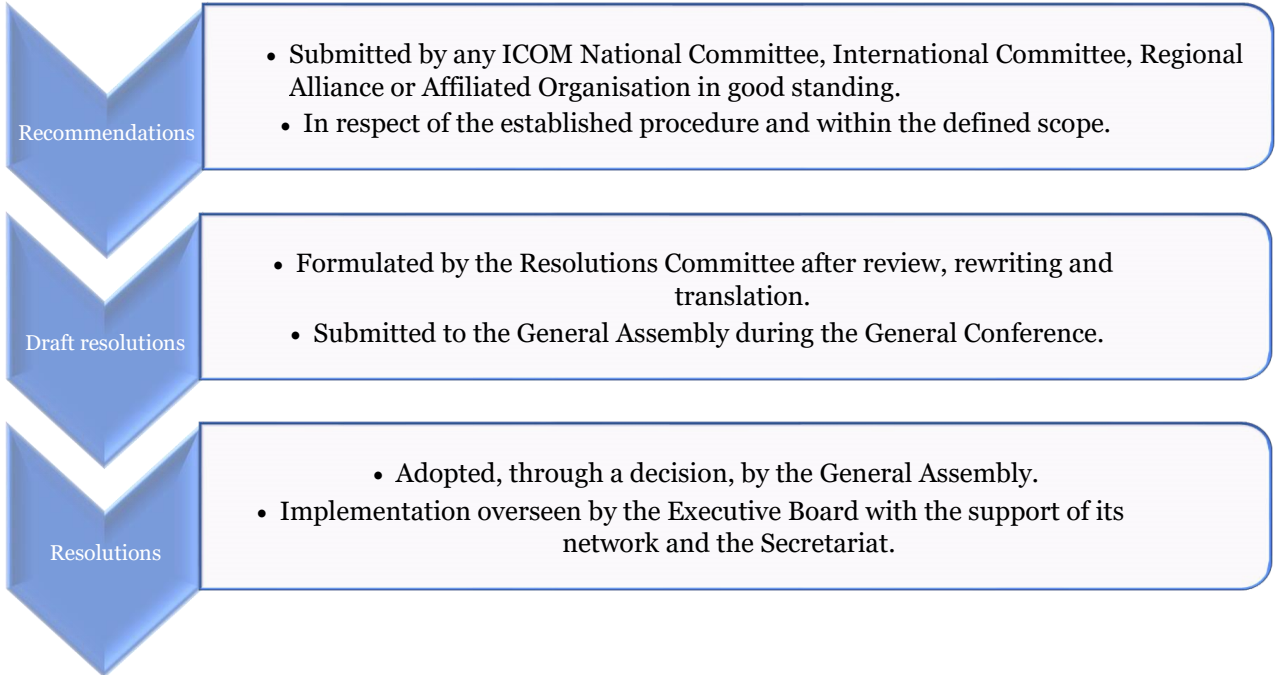 Recommendations
• Submitted by any ICOM National Committee, International Committee, Regional
Alliance or Affiliated Organisation in good standing.
• In respect of the established procedure and within the defined scope.
Draft resolutions
• Formulated by the Resolutions Committee after review, rewriting and
translation.
• Submitted to the General Assembly during the General Conference.
Resolutions
• Adopted, through a decision, by the General Assembly.
• Implementation overseen by the Executive Board with the support of its
network and the Secretariat.